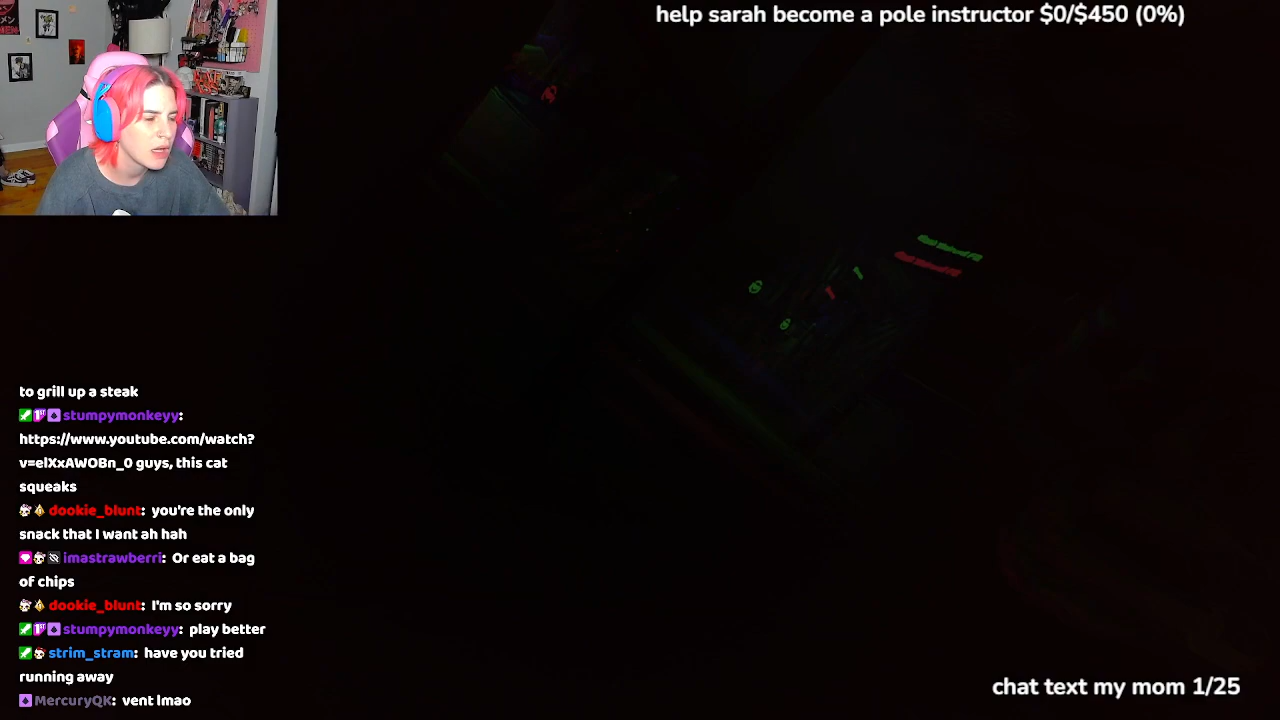 help sarah become a pole instructor $0/$450 (0%)
to grill up a steak
stumpymonkeyy:
https://www.youtube.com/watch?
v=elXxAWOBn_0 guys, this cat
squeaks
dookie_blunt: you're the only
snack that I want ah hah
imastrawberri: Or eat a bag
of chips
dookie_blunt: I'm so sorry
stumpymonkeyy: play better
strim_stram: have you tried
running away
MercuryQK: vent lmao
chat text my mom 1/25